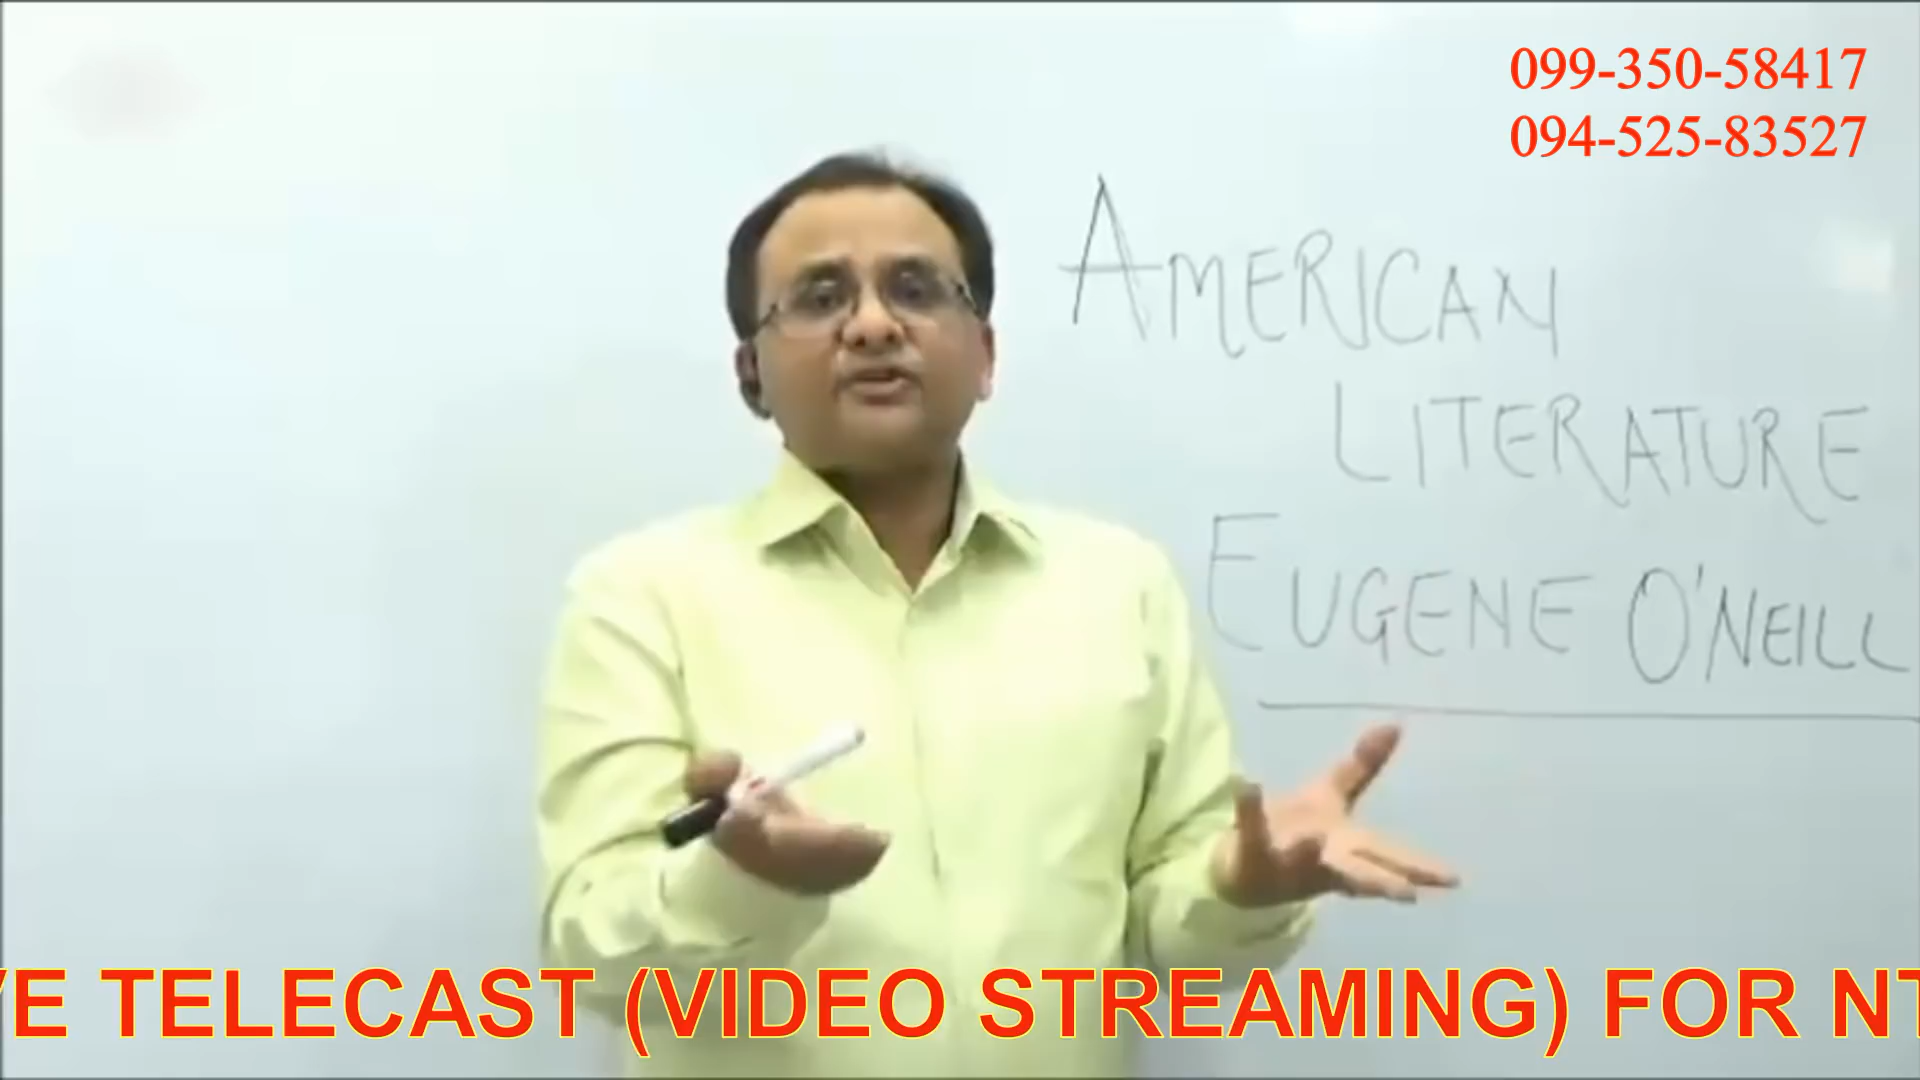 099-350-58417
094-525-83527
AMERICAN
LITERATURE
EUGENE O'NEILL
TELECAST (VIDEO STREAMING) FOR